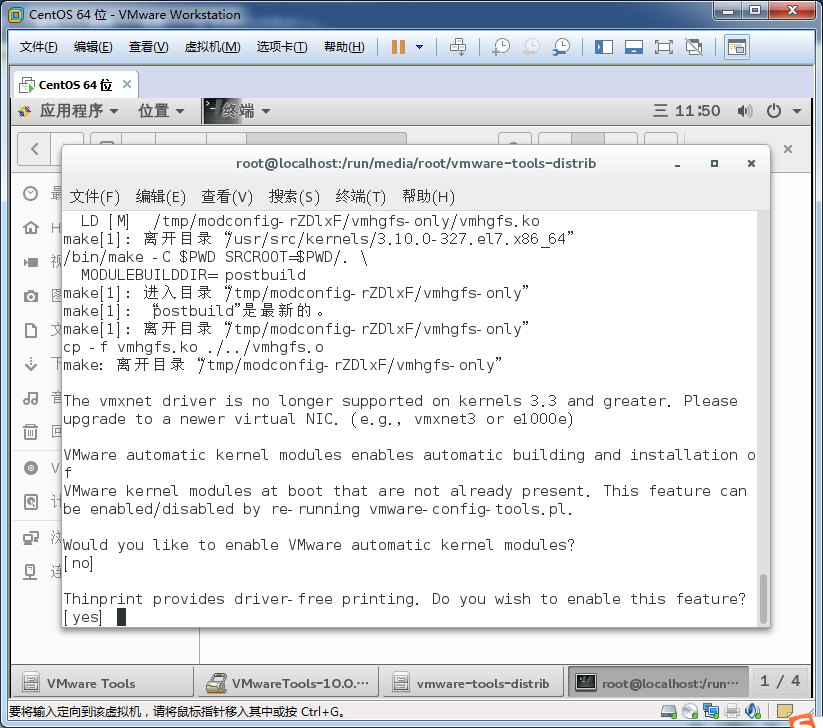 CentOS 64 位 - VMware Workstation
文件(F) 编辑(E) 查看(V) 虚拟机(M) 选项卡(T) 帮助(H)
CentOS 64 位
应用程序 位置 终端 三 11:50
root@localhost:/run/media/root/vmware-tools-distrib
文件(F) 编辑(E) 查看(V) 搜索(S) 终端(T) 帮助(H)
LD [M] /tmp/modconfig-rZDlxF/vmhgfs-only/vmhgfs.ko
make[1]: 离开目录“/usr/src/kernels/3.10.0-327.el7.x86_64”
/bin/make -C $PWD SRCROOT=$PWD/. \
MODULEBUILDDIR= postbuild
make[1]: 进入目录“/tmp/modconfig-rZDlxF/vmhgfs-only”
make[1]: “postbuild”是最新的。
make[1]: 离开目录“/tmp/modconfig-rZDlxF/vmhgfs-only”
cp -f vmhgfs.ko ./../vmhgfs.o
make: 离开目录“/tmp/modconfig-rZDlxF/vmhgfs-only”
The vmxnet driver is no longer supported on kernels 3.3 and greater. Please
upgrade to a newer virtual NIC. (e.g., vmxnet3 or e1000e)
VMware automatic kernel modules enables automatic building and installation o
f
VMware kernel modules at boot that are not already present. This feature can
be enabled/disabled by re-running vmware-config-tools.pl.
Would you like to enable VMware automatic kernel modules?
[no]
Thinprint provides driver-free printing. Do you wish to enable this feature?
[yes]
VMware Tools
VMwareTools-10.0.···
vmware-tools-distrib
root@localhost:/run···
1 / 4
要将输入定向到该虚拟机，请将鼠标指针移入其中或按 Ctrl+G。